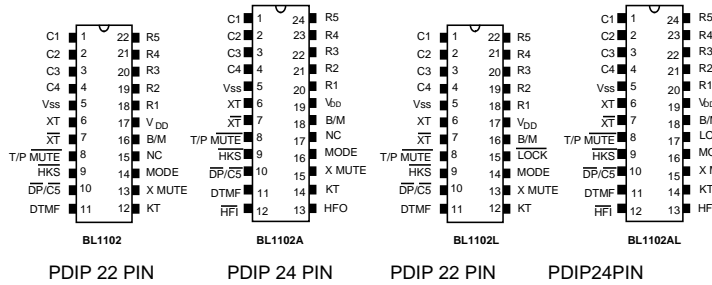 C1 1 22 R5
C2 2 21 R4
C3 3 20 R3
C4 4 19 R2
Vss 5 18 R1
XT 6 17 VDD
XT 7 16 B/M
T/P MUTE 8 15 NC
HKS 9 14 MODE
DP/C5 10 13 X MUTE
DTMF 11 12 KT
BL1102
PDIP 22 PIN
C1 1 24 R5
C2 2 23 R4
C3 3 22 R3
C4 4 21 R2
Vss 5 20 R1
XT 6 19 VDD
XT 7 18 B/M
T/P MUTE 8 17 NC
HKS 9 16 MODE
DP/C5 10 15 X MUTE
DTMF 11 14 KT
HFI 12 13 HFO
BL1102A
PDIP 24 PIN
C1 1 22 R5
C2 2 21 R4
C3 3 20 R3
C4 4 19 R2
Vss 5 18 R1
XT 6 17 VDD
XT 7 16 B/M
T/P MUTE 8 15 LOCK
HKS 9 14 MODE
DP/C5 10 13 X MUTE
DTMF 11 12 KT
BL1102L
PDIP 22 PIN
C1 1 24 R5
C2 2 23 R4
C3 3 22 R3
C4 4 21 R2
Vss 5 20 R1
XT 6 19 VDD
XT 7 18
T/P MUTE 8 17
HKS 9 16
DP/C5 10 15 X
DTMF 11 14 KT
HFI 12 13
BL1102AL
PDIP24PIN